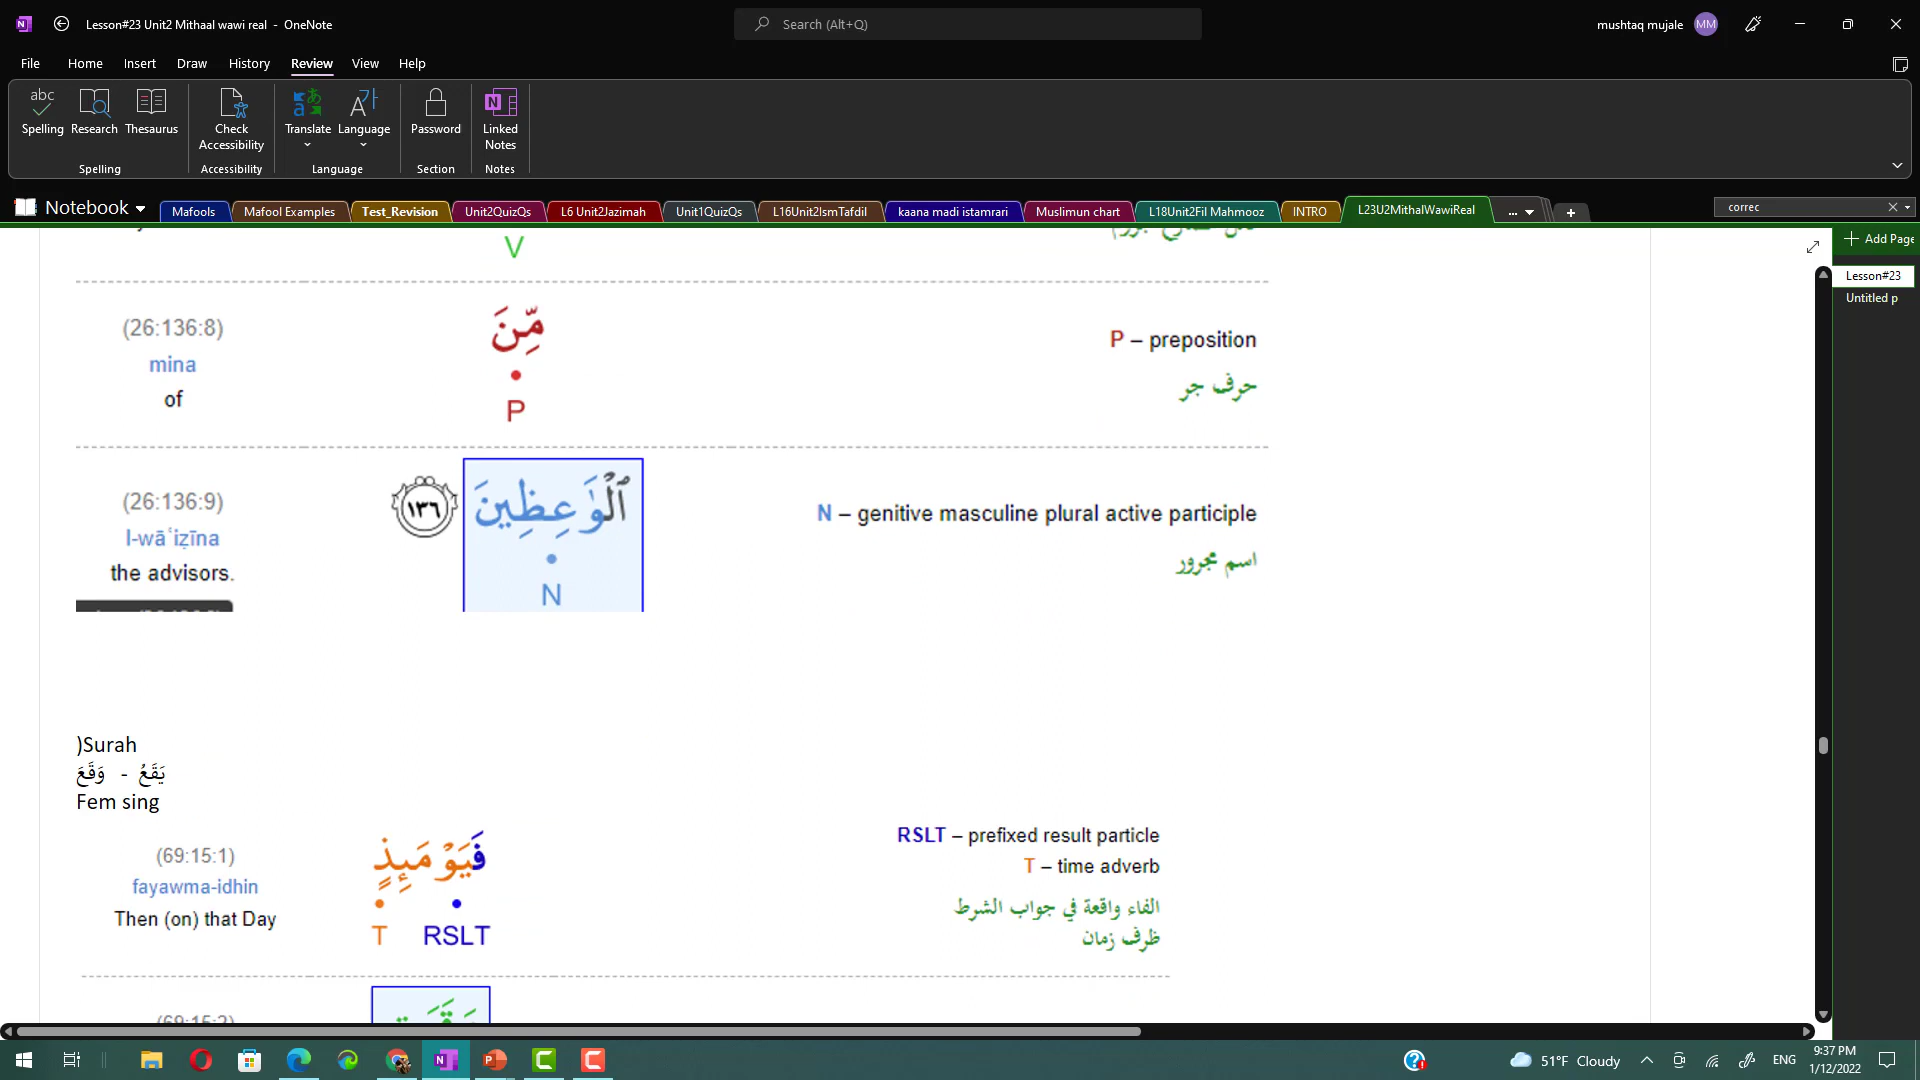 Lesson#23 Unit2 Mithaal wawi real - OneNote
Search (Alt+Q)
mushtaq mujale
MM
File Home Insert Draw History Review View Help
abc
Spelling Research Thesaurus
Check Accessibility
Translate Language
Password
Linked Notes
Spelling Accessibility Language Section Notes
Notebook
Mafools Mafool Examples Test_Revision Unit2QuizQs L6 Unit2Jazimah Unit1QuizQs L16Unit2IsmTafdil kaana madi istamrari Muslimun chart L18Unit2Fil Mahmooz INTRO L23U2MithalWawiReal ...
correc
Add Page
Lesson#23
Untitled p
V
(26:136:8)
mina
of
مِّنَ
P
P – preposition
حرف جر
(26:136:9)
l-wāʿiẓīna
the advisors.
ٱلْوَٰعِظِينَ
١٣٦
N
N – genitive masculine plural active participle
اسم مجرور
)Surah
وَقَعَ - يَقَعُ
Fem sing
(69:15:1)
fayawma-idhin
Then (on) that Day
فَيَوْمَئِذٍ
T RSLT
RSLT – prefixed result particle
T – time adverb
الفاء واقعة في جواب الشرط
ظرف زمان
(69:15:2)
51°F Cloudy
ENG
9:37 PM
1/12/2022